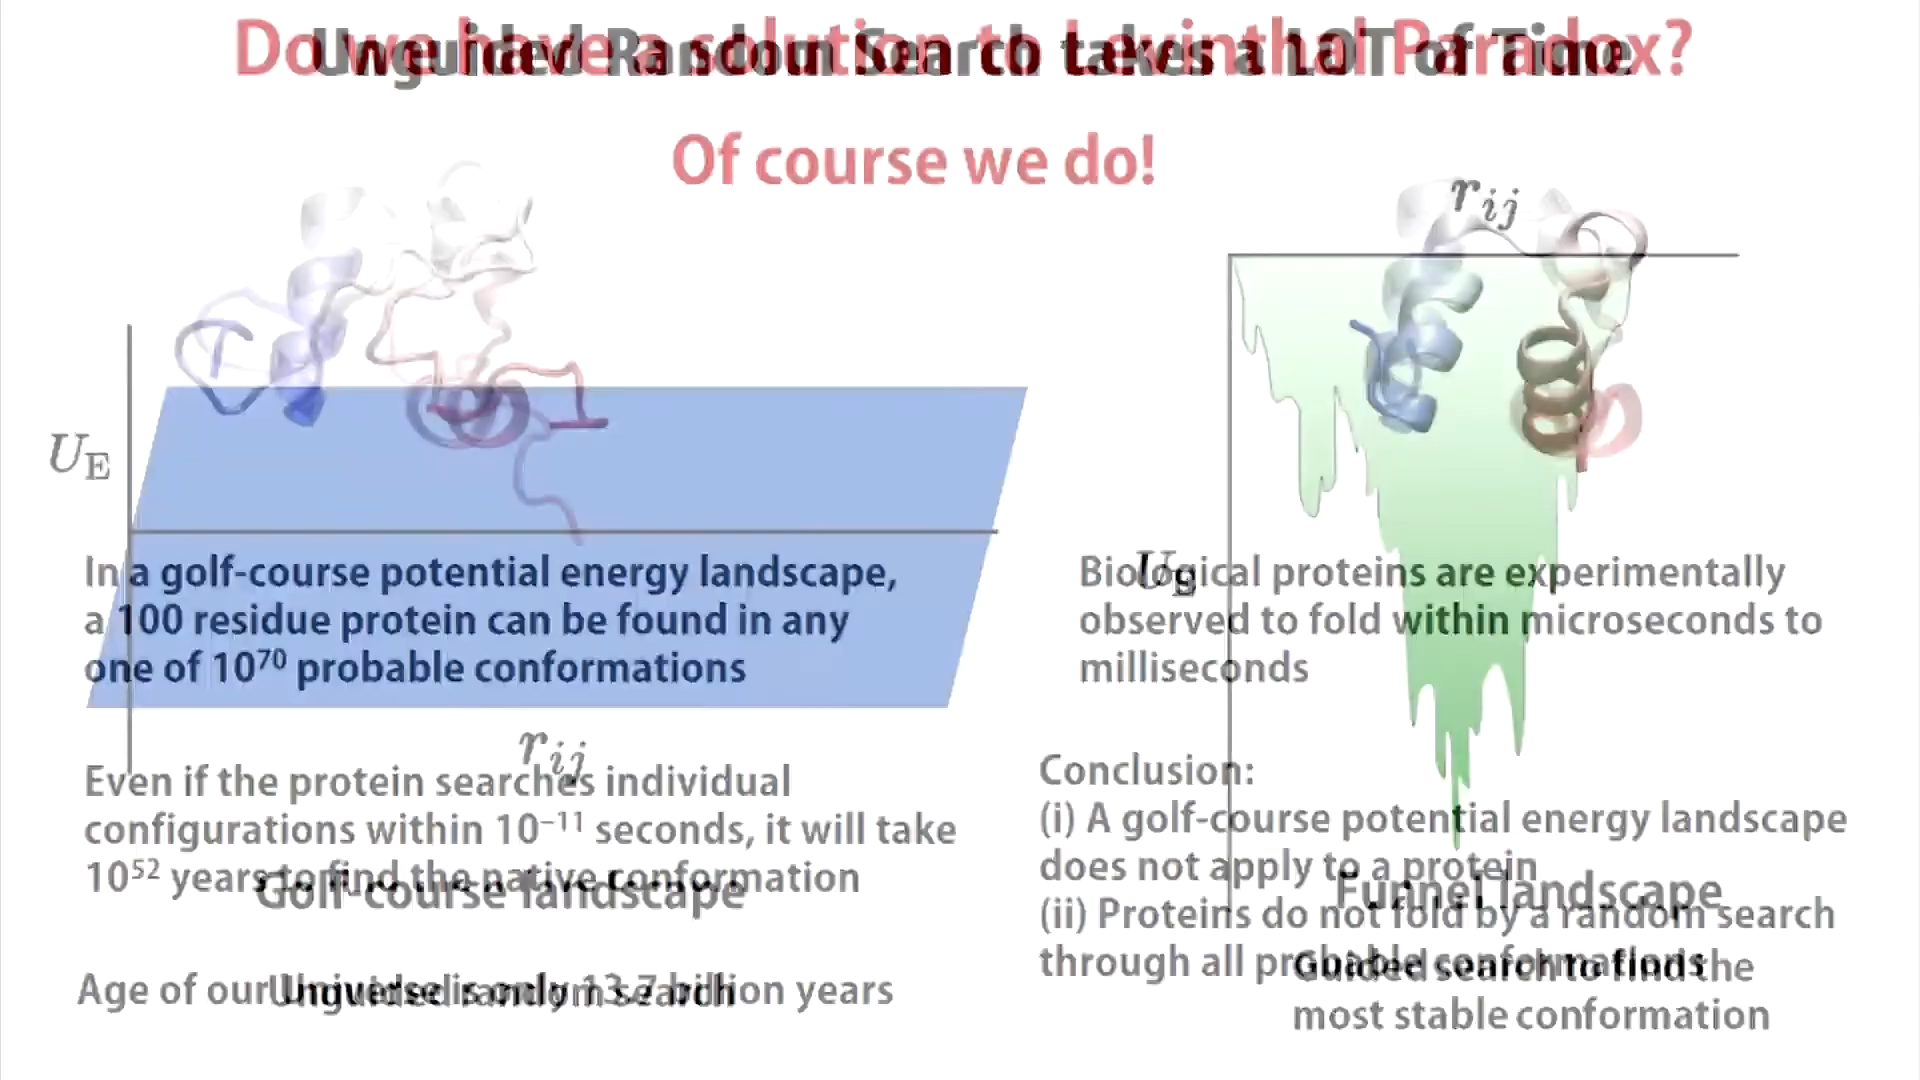 Do we have a solution to Levinthal Paradox?
Unguided Random Search takes a LOT of Time
Of course we do!
r_ij
U_E
In a golf-course potential energy landscape,
a 100 residue protein can be found in any
one of 10⁷⁰ probable conformations
Biological proteins are experimentally
observed to fold within microseconds to
milliseconds
U_E
r_ij
Even if the protein searches individual
configurations within 10⁻¹¹ seconds, it will take
10⁵² years to find the native conformation
Golf-course landscape
Age of our Universe is only 13.7 billion years
Unguided random search
Conclusion:
(i) A golf-course potential energy landscape
does not apply to a protein
(ii) Proteins do not fold by a random search
through all probable conformations
Funnel landscape
Guided search to finds the
most stable conformation